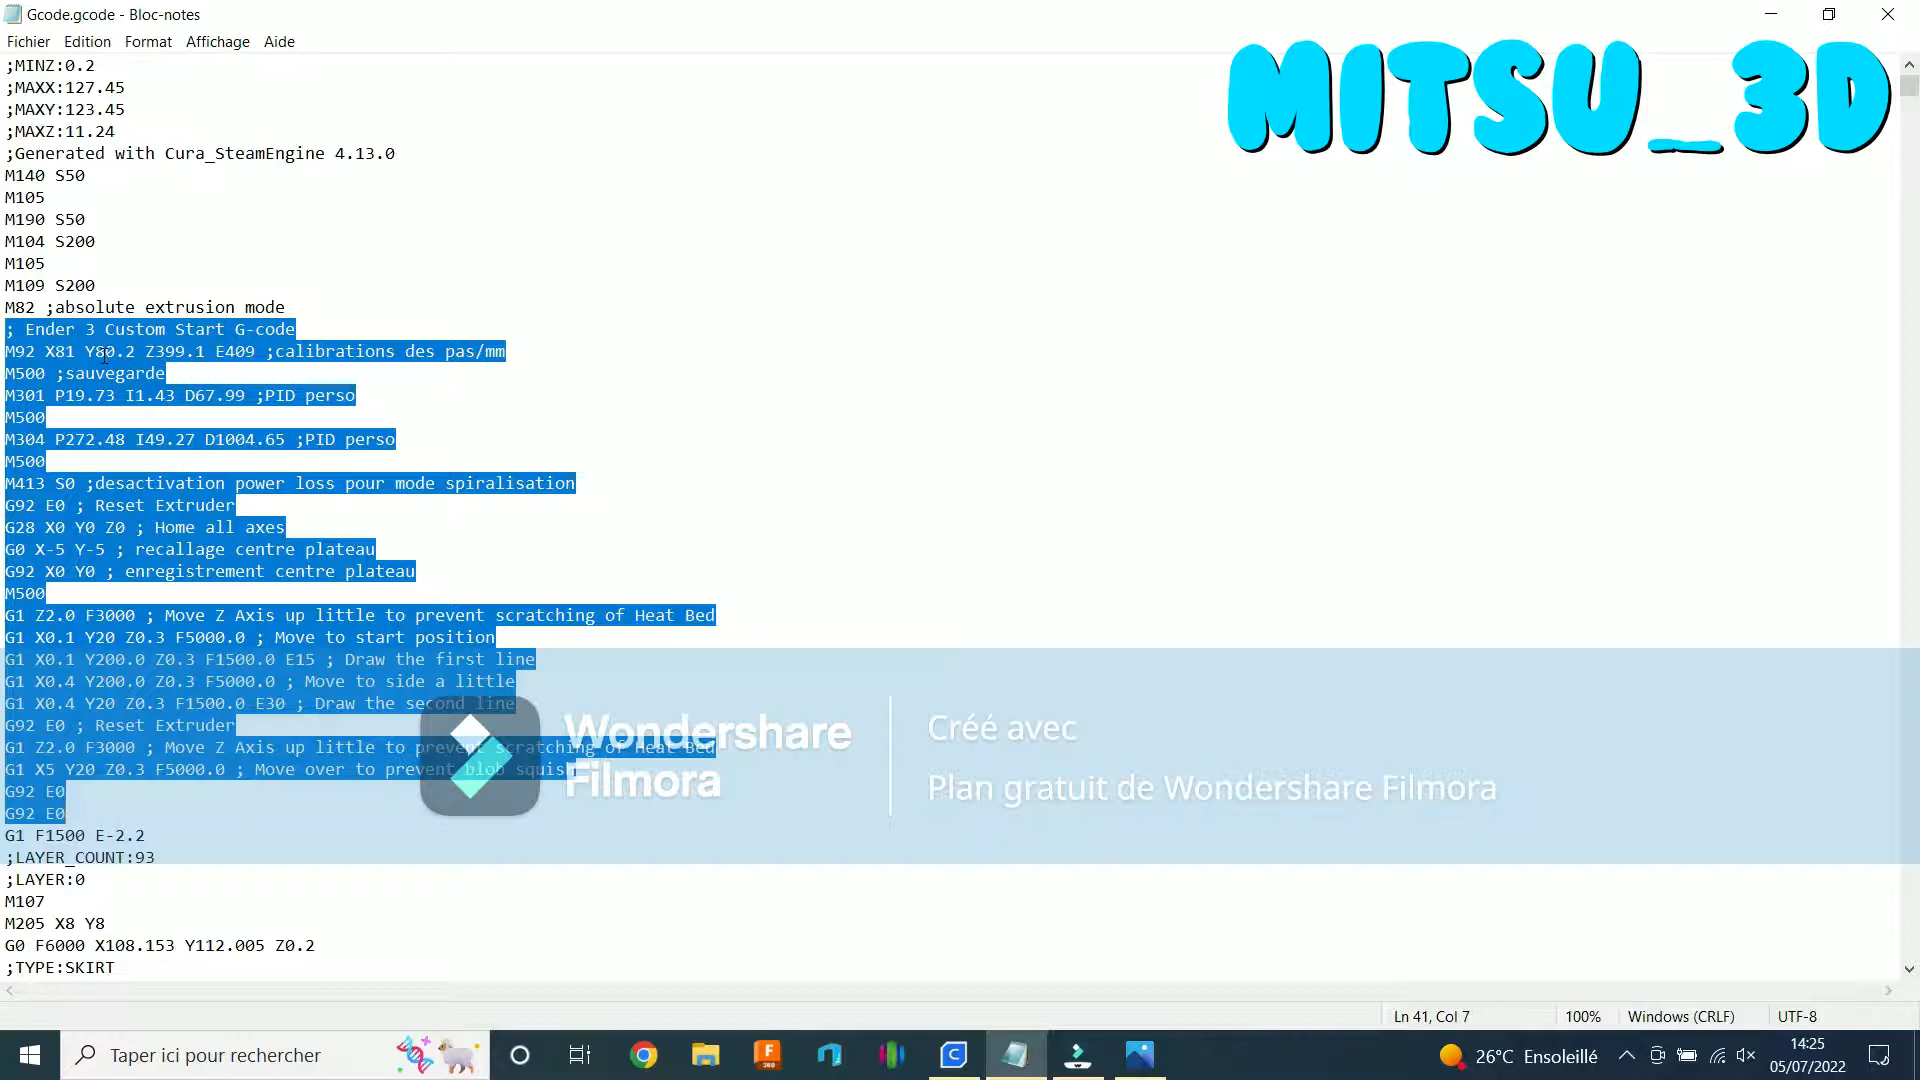 Gcode.gcode - Bloc-notes
Fichier Edition Format Affichage Aide
MITSU_3D
;MINZ:0.2
;MAXX:127.45
;MAXY:123.45
;MAXZ:11.24
;Generated with Cura_SteamEngine 4.13.0
M140 S50
M105
M190 S50
M104 S200
M105
M109 S200
M82 ;absolute extrusion mode
; Ender 3 Custom Start G-code
M92 X81 Y80.2 Z399.1 E409 ;calibrations des pas/mm
M500 ;sauvegarde
M301 P19.73 I1.43 D67.99 ;PID perso
M500
M304 P272.48 I49.27 D1004.65 ;PID perso
M500
M413 S0 ;desactivation power loss pour mode spiralisation
G92 E0 ; Reset Extruder
G28 X0 Y0 Z0 ; Home all axes
G0 X-5 Y-5 ; recallage centre plateau
G92 X0 Y0 ; enregistrement centre plateau
M500
G1 Z2.0 F3000 ; Move Z Axis up little to prevent scratching of Heat Bed
G1 X0.1 Y20 Z0.3 F5000.0 ; Move to start position
G1 X0.1 Y200.0 Z0.3 F1500.0 E15 ; Draw the first line
G1 X0.4 Y200.0 Z0.3 F5000.0 ; Move to side a little
G1 X0.4 Y20 Z0.3 F1500.0 E30 ; Draw the second line
G92 E0 ; Reset Extruder
G1 Z2.0 F3000 ; Move Z Axis up little to prevent scratching of Heat Bed
G1 X5 Y20 Z0.3 F5000.0 ; Move over to prevent blob squish
G92 E0
G92 E0
G1 F1500 E-2.2
;LAYER_COUNT:93
;LAYER:0
M107
M205 X8 Y8
G0 F6000 X108.153 Y112.005 Z0.2
;TYPE:SKIRT
Wondershare
Filmora
Créé avec
Plan gratuit de Wondershare Filmora
Ln 41, Col 7 100% Windows (CRLF) UTF-8
Taper ici pour rechercher
26°C Ensoleillé
14:25
05/07/2022